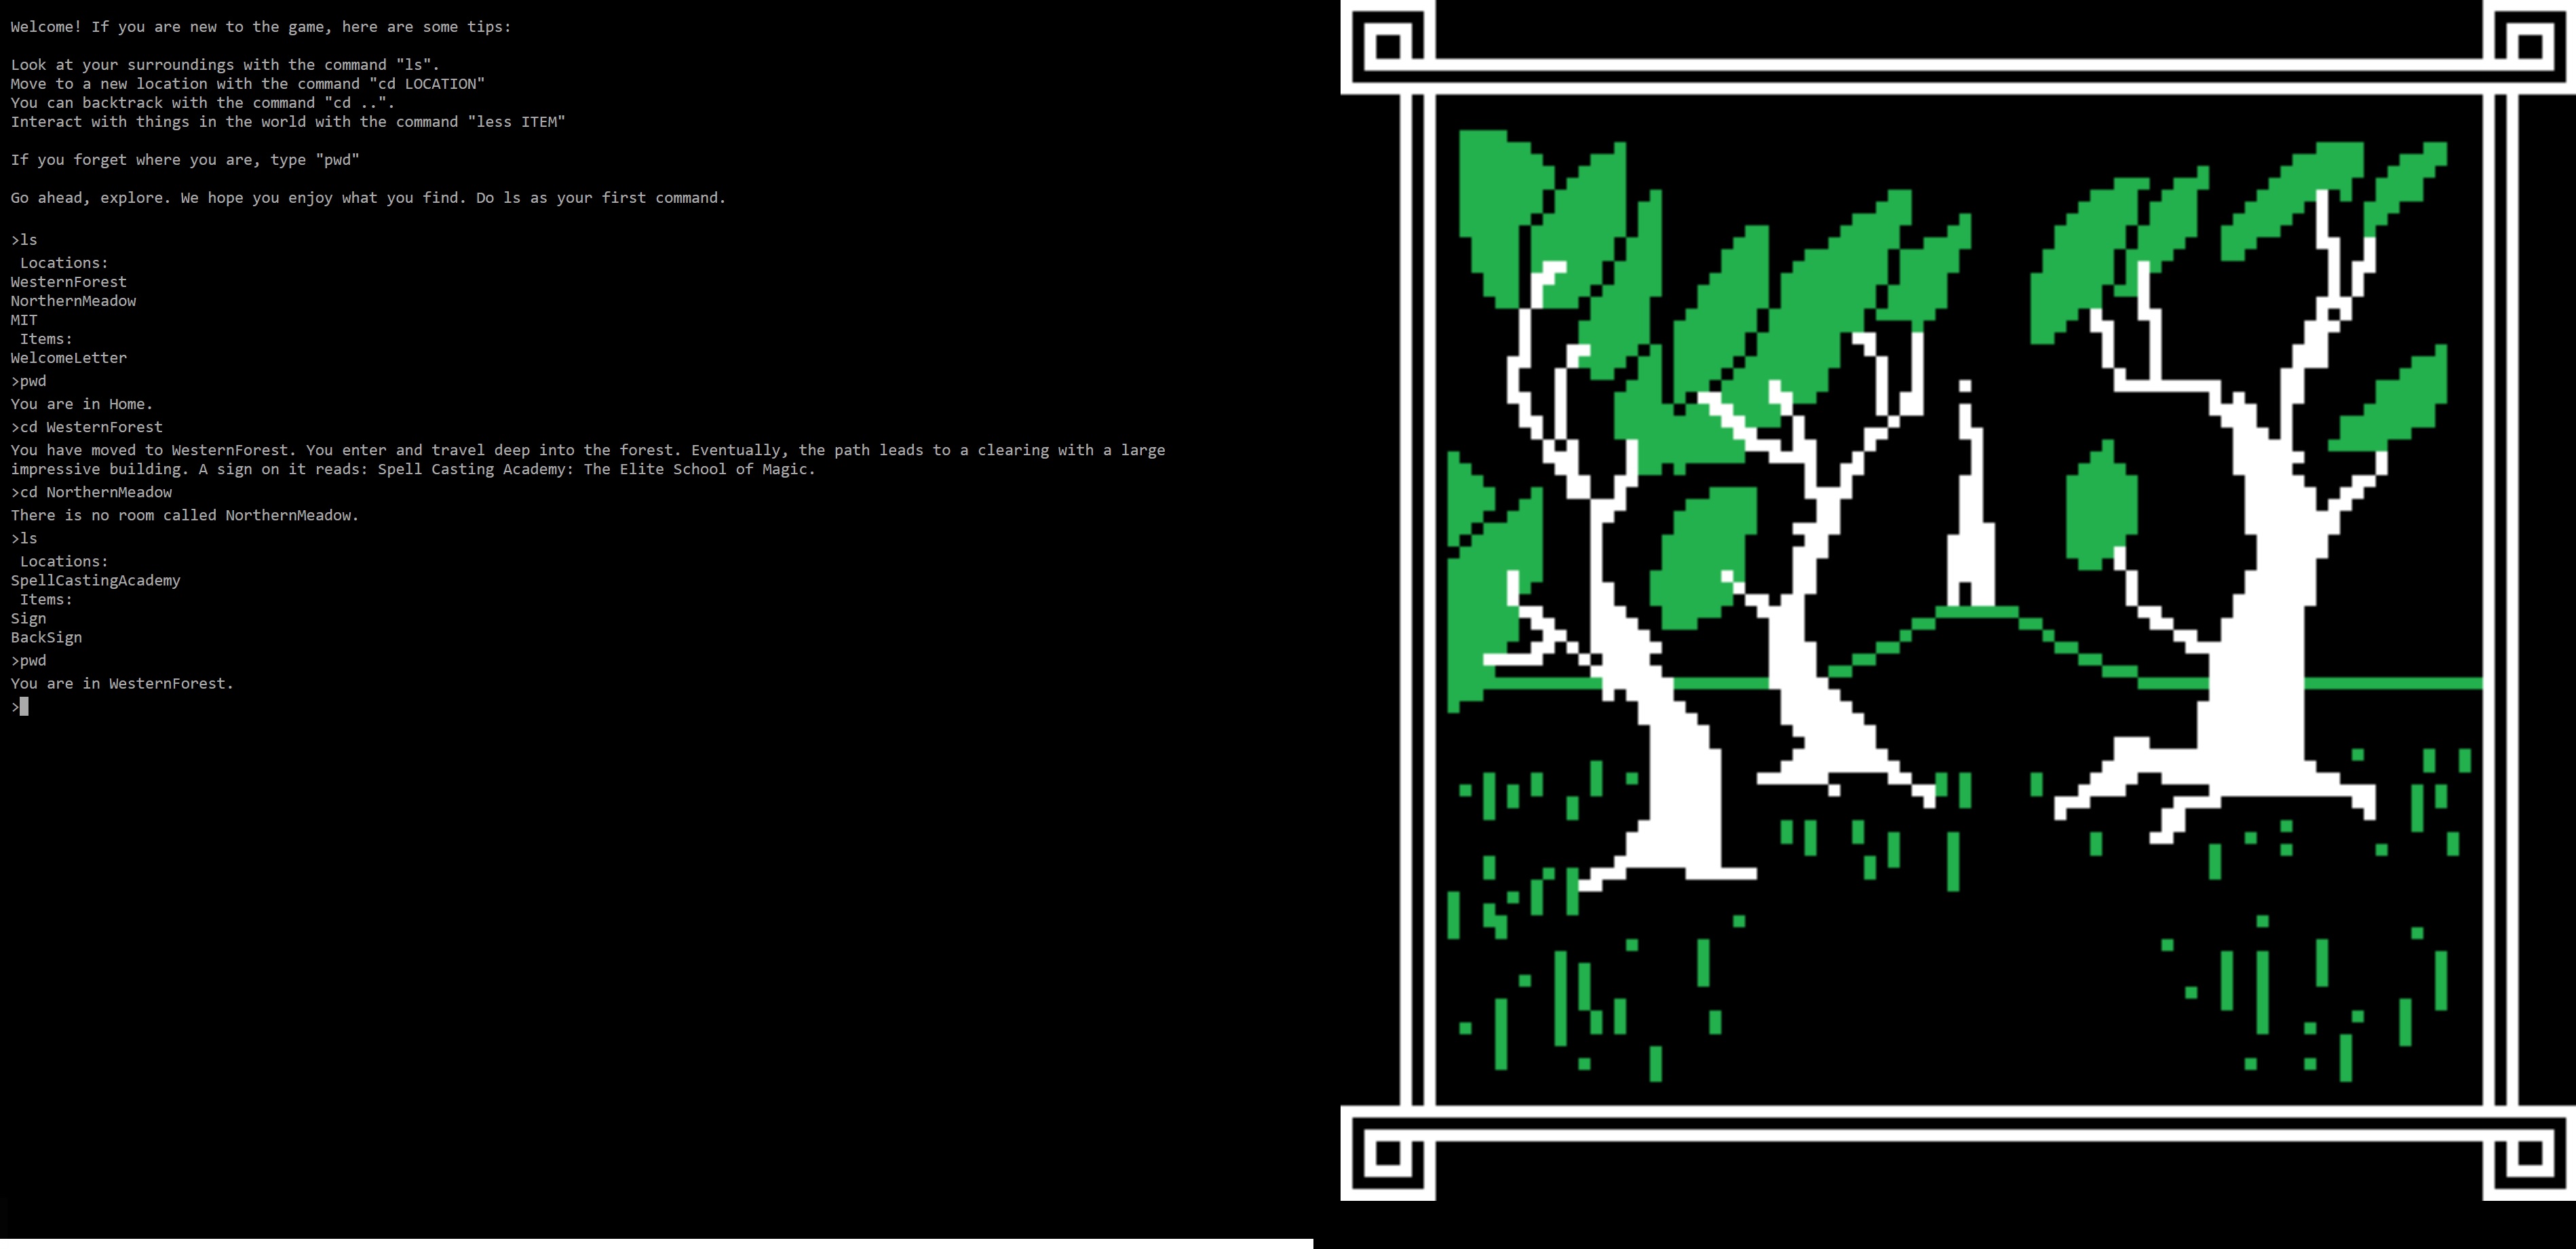 Welcome! If you are new to the game, here are some tips:
Look at your surroundings with the command "ls".
Move to a new location with the command "cd LOCATION"
You can backtrack with the command "cd ..".
Interact with things in the world with the command "less ITEM"
If you forget where you are, type "pwd"
Go ahead, explore. We hope you enjoy what you find. Do ls as your first command.
>ls
Locations:
WesternForest
NorthernMeadow
MIT
Items:
WelcomeLetter
>pwd
You are in Home.
>cd WesternForest
You have moved to WesternForest. You enter and travel deep into the forest. Eventually, the path leads to a clearing with a large
impressive building. A sign on it reads: Spell Casting Academy: The Elite School of Magic.
>cd NorthernMeadow
There is no room called NorthernMeadow.
>ls
Locations:
SpellCastingAcademy
Items:
Sign
BackSign
>pwd
You are in WesternForest.
>